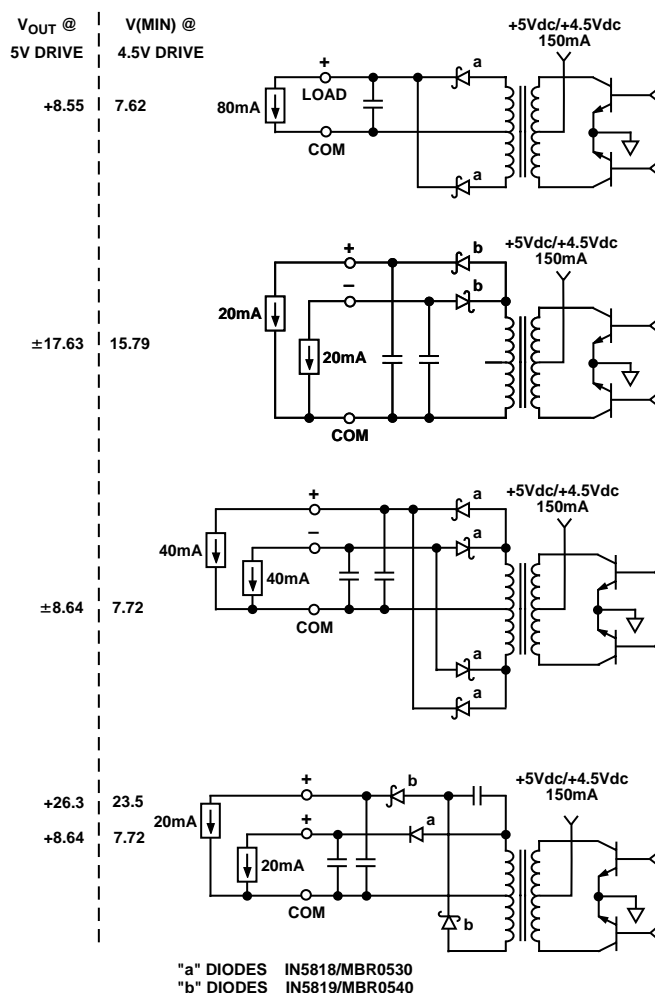 VOUT @ V(MIN) @
5V DRIVE 4.5V DRIVE
+5Vdc/+4.5Vdc
150mA
+ a
LOAD
+8.55 7.62 80mA
COM
a
+5Vdc/+4.5Vdc
150mA
+ b
– b
20mA
±17.63 15.79
20mA
COM
+5Vdc/+4.5Vdc
150mA
+ a
– a
40mA
40mA
±8.64 7.72
COM
a
a
+5Vdc/+4.5Vdc
150mA
+ b
+26.3 23.5
20mA + a
+8.64 7.72
20mA
COM
b
"a" DIODES IN5818/MBR0530
"b" DIODES IN5819/MBR0540